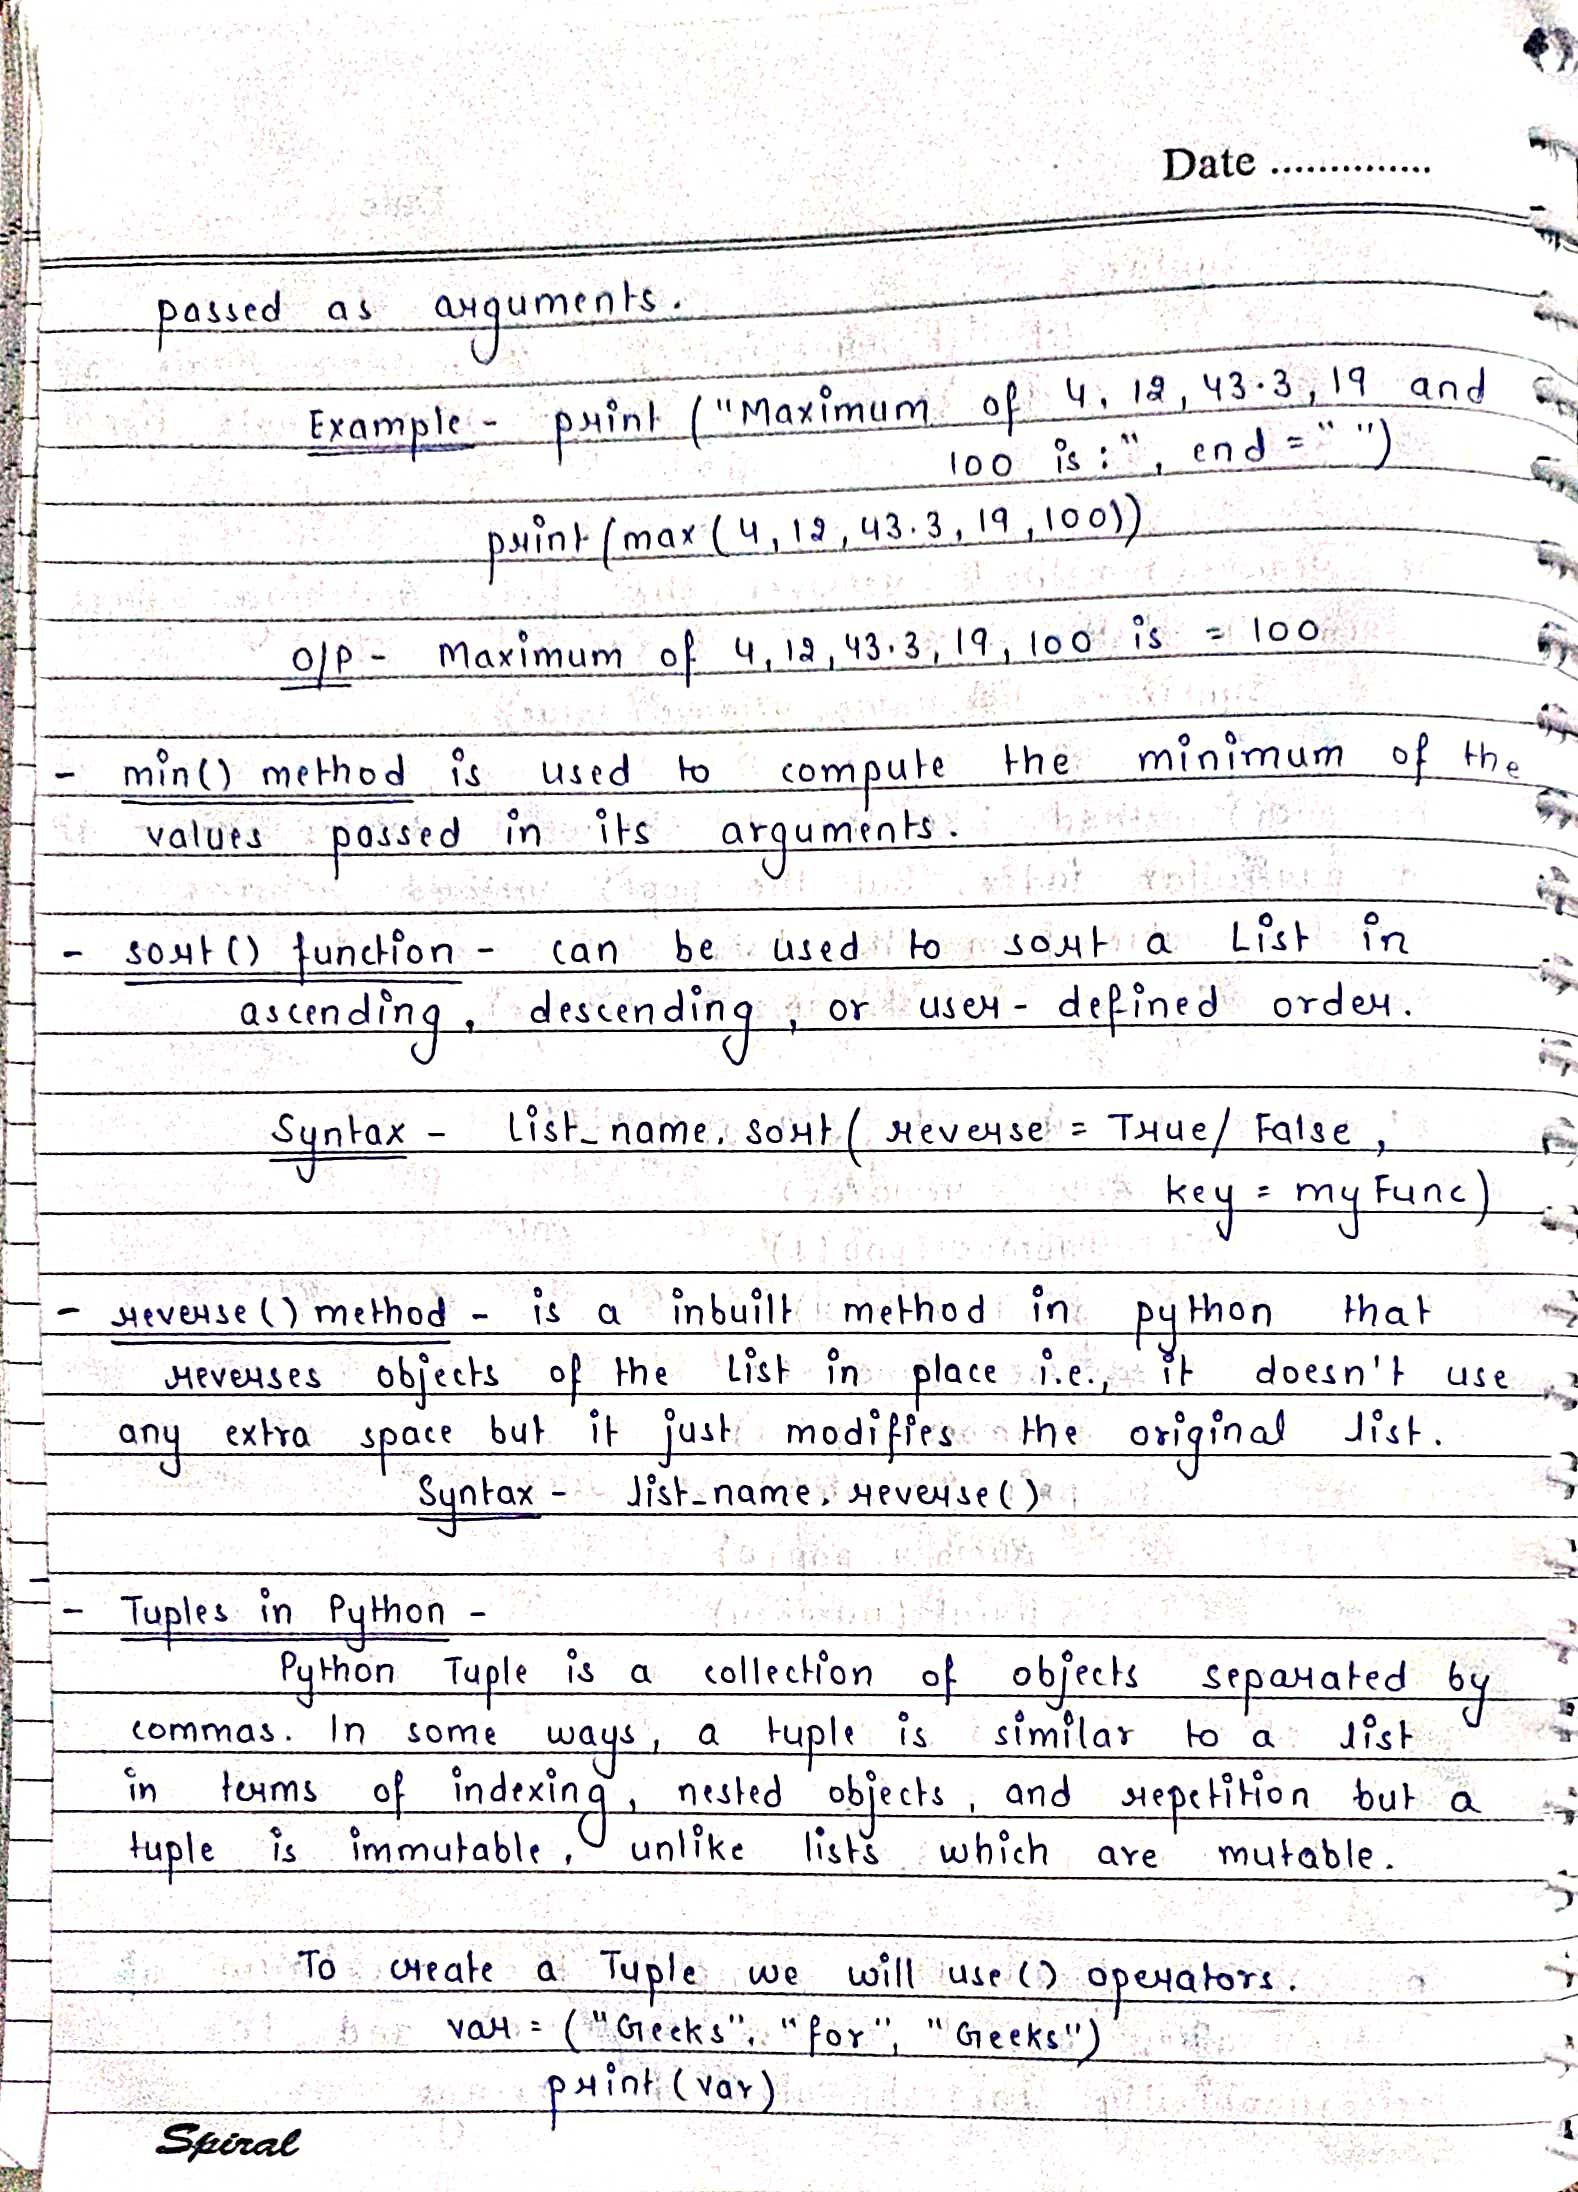 Date ..............
passed as arguments.
Example - print ("Maximum of 4, 12, 43.3, 19 and
100 is : ", end = " ")
print (max (4, 12, 43.3, 19, 100))
O/P - Maximum of 4, 12, 43.3, 19, 100 is = 100
- min() method is used to compute the minimum of the
values passed in its arguments.
- sort () function - can be used to sort a List in
ascending, descending, or user-defined order.
Syntax - List_name. sort ( reverse = True/ False,
key = myFunc)
- reverse () method - is a inbuilt method in python that
reverses objects of the List in place i.e., it doesn't use
any extra space but it just modifies the original list.
Syntax - list_name. reverse ()
- Tuples in Python -
Python Tuple is a collection of objects separated by
commas. In some ways, a tuple is similar to a list
in terms of indexing, nested objects, and repetition but a
tuple is immutable, unlike lists which are mutable.
To create a Tuple we will use () operators.
var = ("Geeks", "for", "Geeks")
print (var)
Spiral